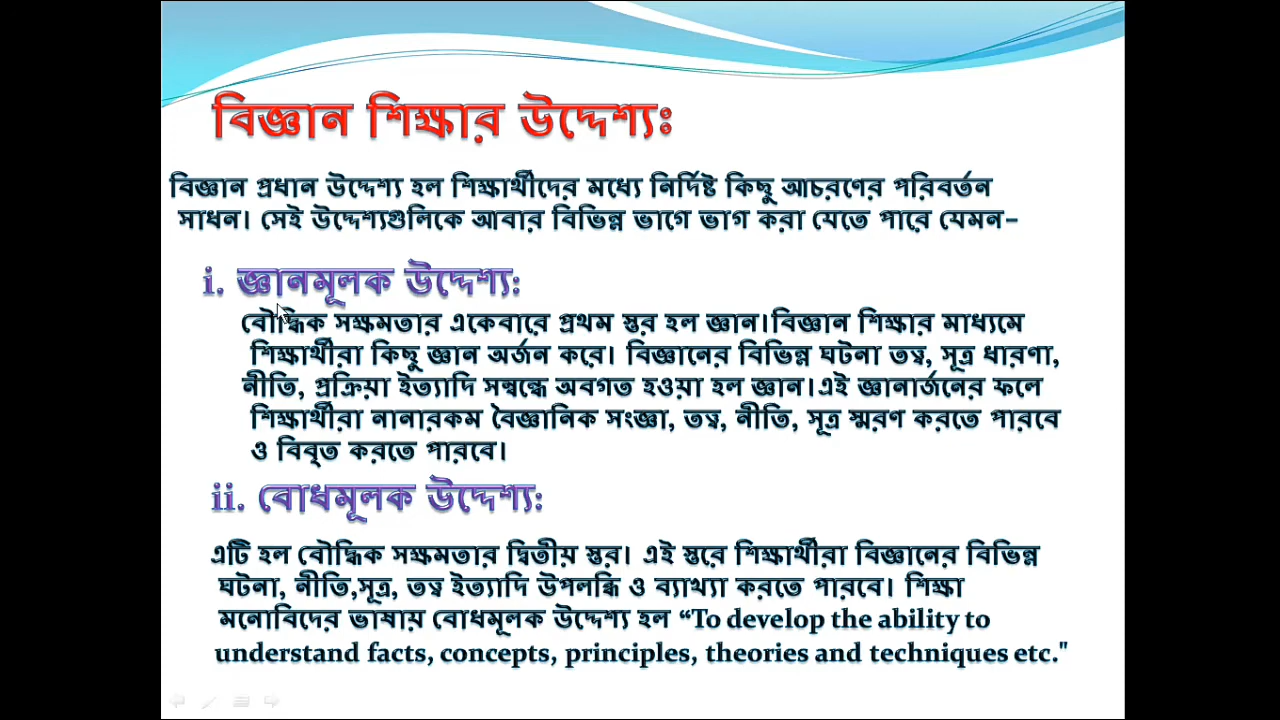 বিজ্ঞান শিক্ষার উদ্দেশ্যঃ
বিজ্ঞান প্রধান উদ্দেশ্য হল শিক্ষার্থীদের মধ্যে নির্দিষ্ট কিছু আচরণের পরিবর্তন
সাধন। সেই উদ্দেশ্যগুলিকে আবার বিভিন্ন ভাগে ভাগ করা যেতে পারে যেমন–
i. জ্ঞানমূলক উদ্দেশ্য:
বৌদ্ধিক সক্ষমতার একেবারে প্রথম স্তর হল জ্ঞান।বিজ্ঞান শিক্ষার মাধ্যমে
শিক্ষার্থীরা কিছু জ্ঞান অর্জন করে। বিজ্ঞানের বিভিন্ন ঘটনা তত্ব, সূত্র ধারণা,
নীতি, প্রক্রিয়া ইত্যাদি সম্বন্ধে অবগত হওয়া হল জ্ঞান।এই জ্ঞানার্জনের ফলে
শিক্ষার্থীরা নানারকম বৈজ্ঞানিক সংজ্ঞা, তত্ব, নীতি, সূত্র স্মরণ করতে পারবে
ও বিবৃত করতে পারবে।
ii. বোধমূলক উদ্দেশ্য:
এটি হল বৌদ্ধিক সক্ষমতার দ্বিতীয় স্তর। এই স্তরে শিক্ষার্থীরা বিজ্ঞানের বিভিন্ন
ঘটনা, নীতি,সূত্র, তত্ব ইত্যাদি উপলব্ধি ও ব্যাখ্যা করতে পারবে। শিক্ষা
মনোবিদের ভাষায় বোধমূলক উদ্দেশ্য হল “To develop the ability to
understand facts, concepts, principles, theories and techniques etc."